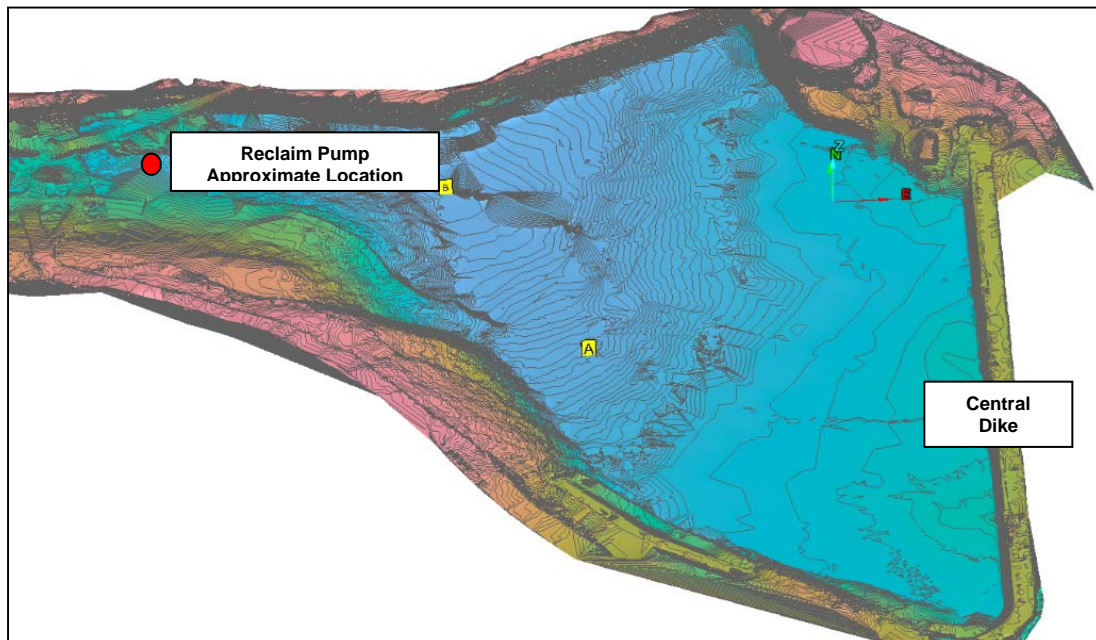 Reclaim Pump
Approximate Location
B
Z
N
E
A
Central
Dike